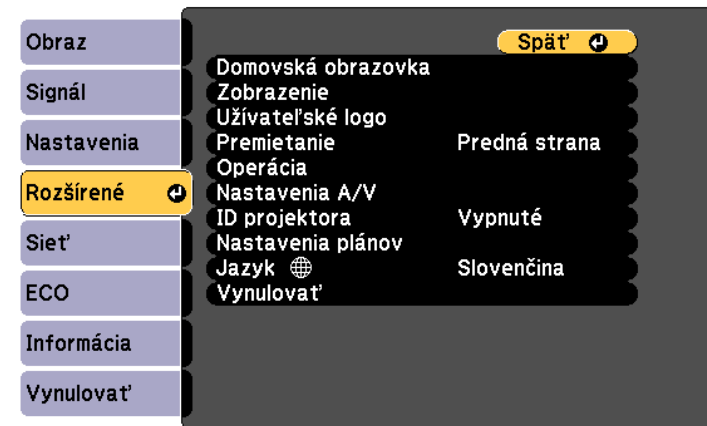 Obraz
Signál
Nastavenia
Rozšírené
Sieť
ECO
Informácia
Vynulovať
Späť
Domovská obrazovka
Zobrazenie
Užívateľské logo
Premietanie Predná strana
Operácia
Nastavenia A/V
ID projektora Vypnuté
Nastavenia plánov
Jazyk Slovenčina
Vynulovať